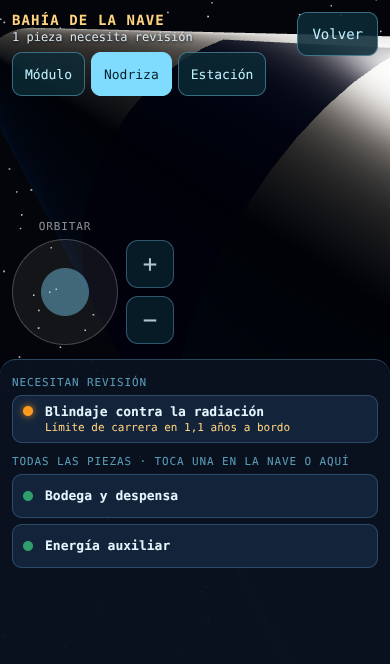 BAHÍA DE LA NAVE
1 pieza necesita revisión
Volver
Módulo
Nodriza
Estación
ORBITAR
+
−
NECESITAN REVISIÓN
Blindaje contra la radiación
Límite de carrera en 1,1 años a bordo
TODAS LAS PIEZAS · TOCA UNA EN LA NAVE O AQUÍ
Bodega y despensa
Energía auxiliar